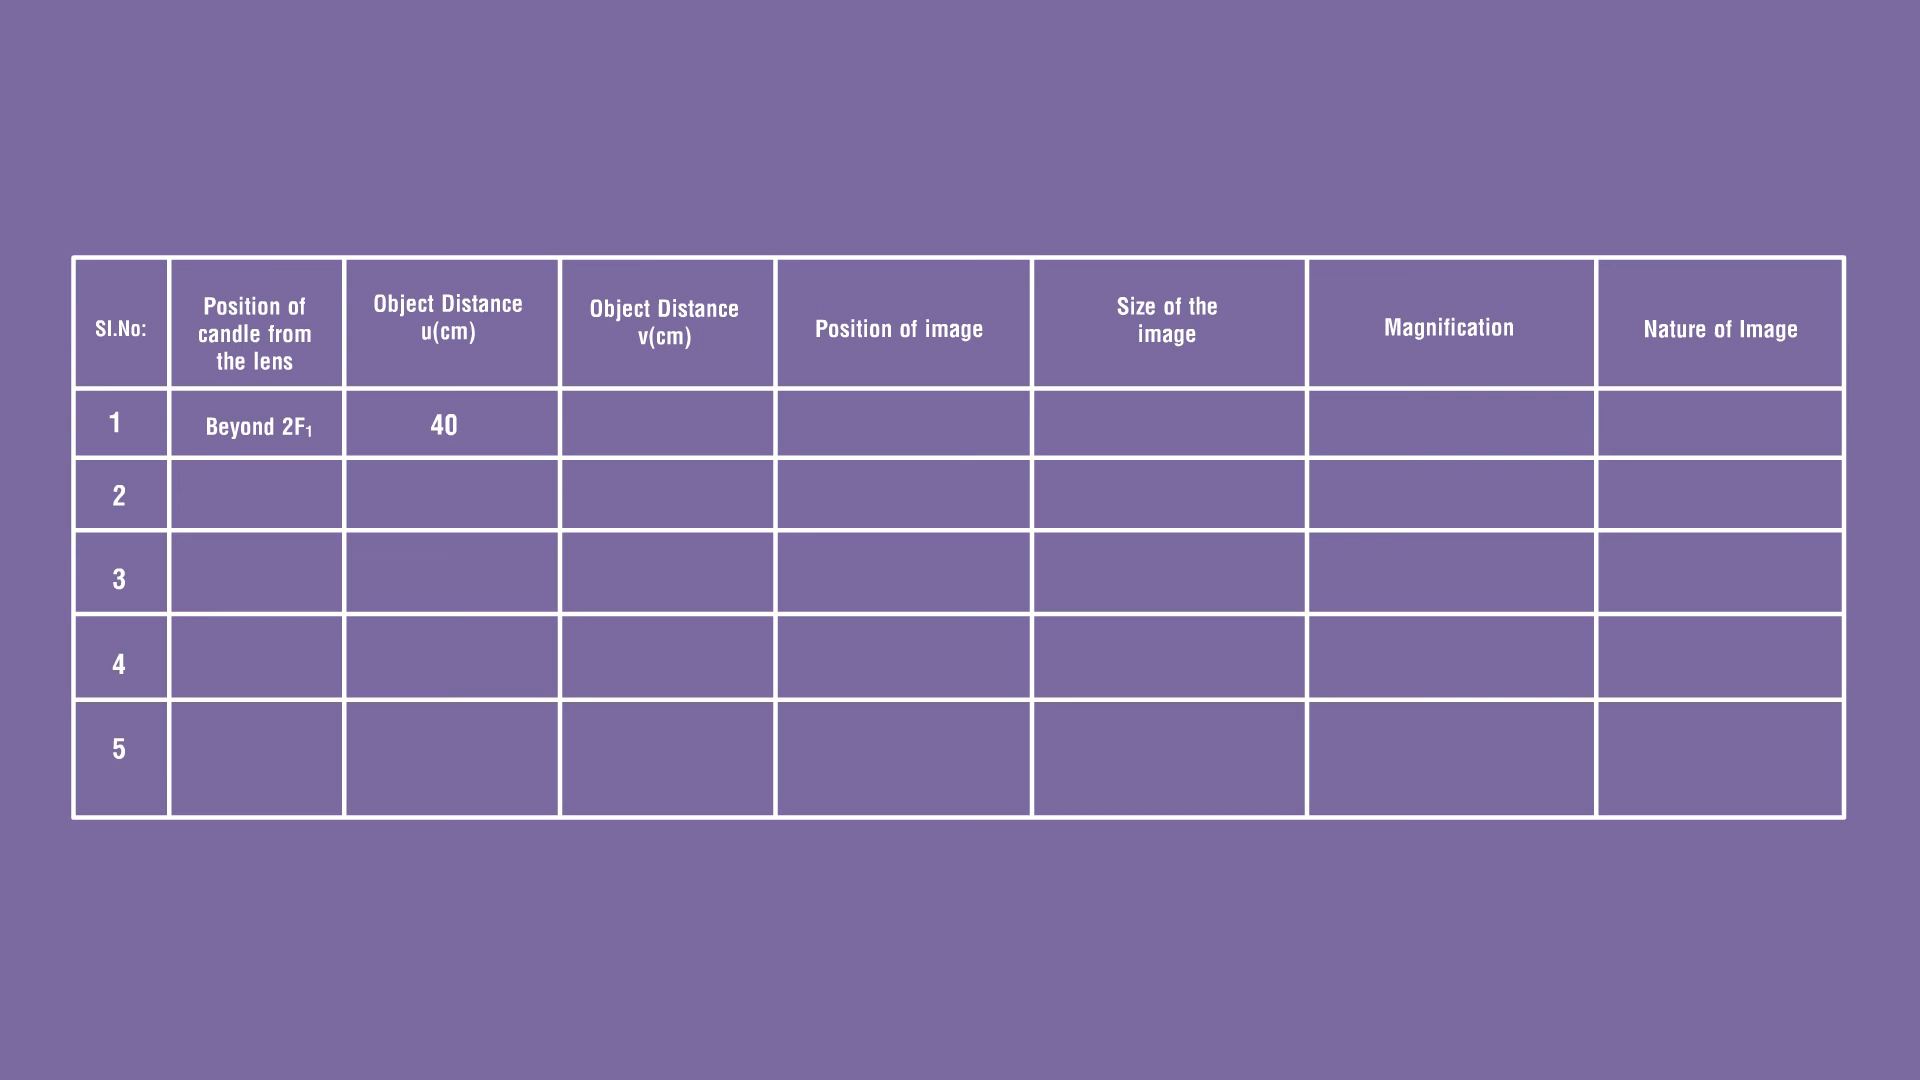 Sl.No:
Position of
candle from
the lens
Object Distance
u(cm)
Object Distance
v(cm)
Position of image
Size of the
image
Magnification
Nature of Image
1
Beyond 2F₁
40
2
3
4
5